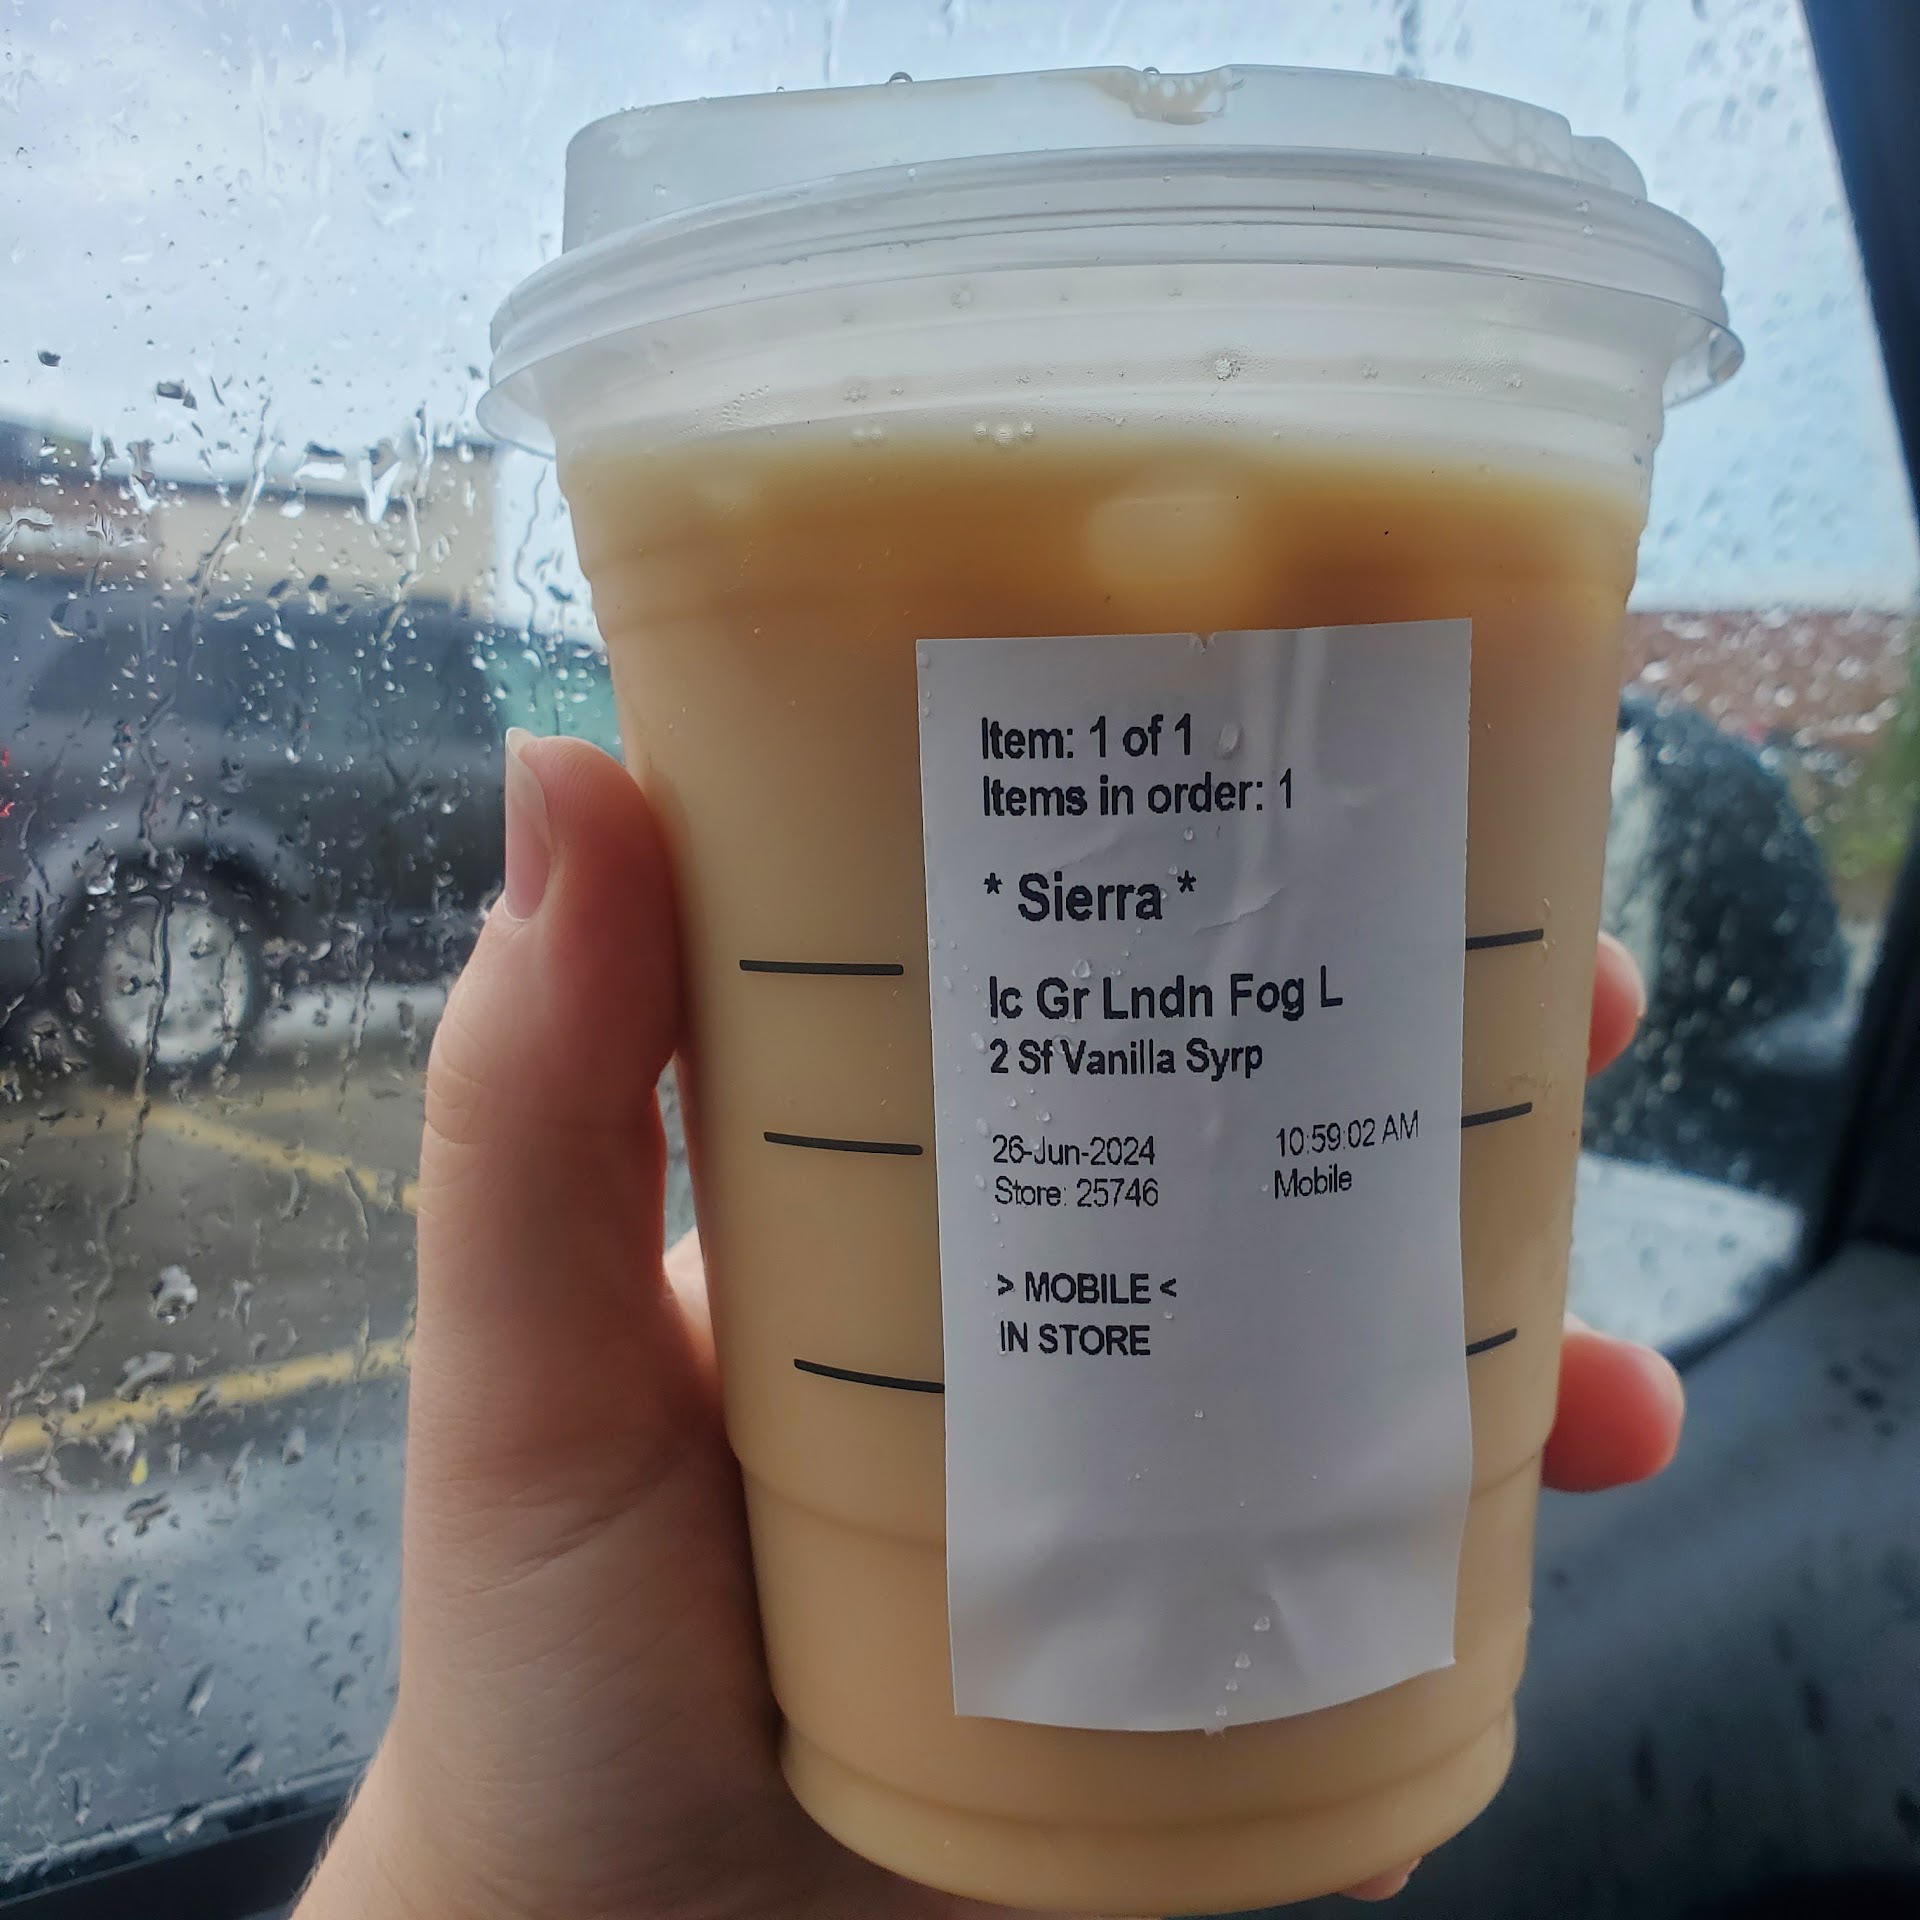 Item: 1 of 1
Items in order: 1
* Sierra *
Ic Gr Lndn Fog L
2 Sf Vanilla Syrp
26-Jun-2024 10:59:02 AM
Store: 25746 Mobile
> MOBILE <
IN STORE